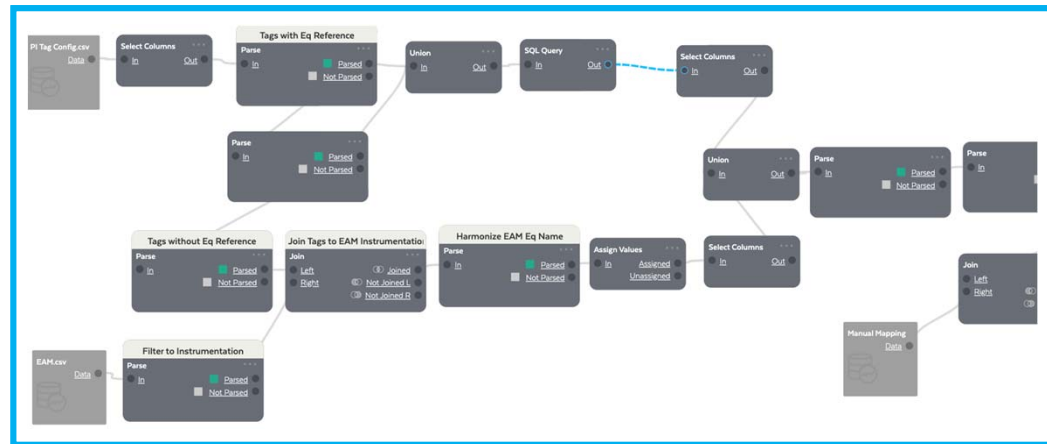 PI Tag Config.csv
Data
Select Columns
In Out
Tags with Eq Reference
Parse
In Parsed
Not Parsed
Union
In Out
SQL Query
In Out
Select Columns
In Out
Parse
In Parsed
Not Parsed
Union
In Out
Parse
In Parsed
Not Parsed
Parse
In
Tags without Eq Reference
Parse
In Parsed
Not Parsed
Join Tags to EAM Instrumentatio
Join
Left Joined
Right Not Joined L
Not Joined R
Harmonize EAM Eq Name
Parse
In Parsed
Not Parsed
Assign Values
In Assigned
Unassigned
Select Columns
In Out
Join
Left
Right
Manual Mapping
Data
EAM.csv
Data
Filter to Instrumentation
Parse
In Parsed
Not Parsed